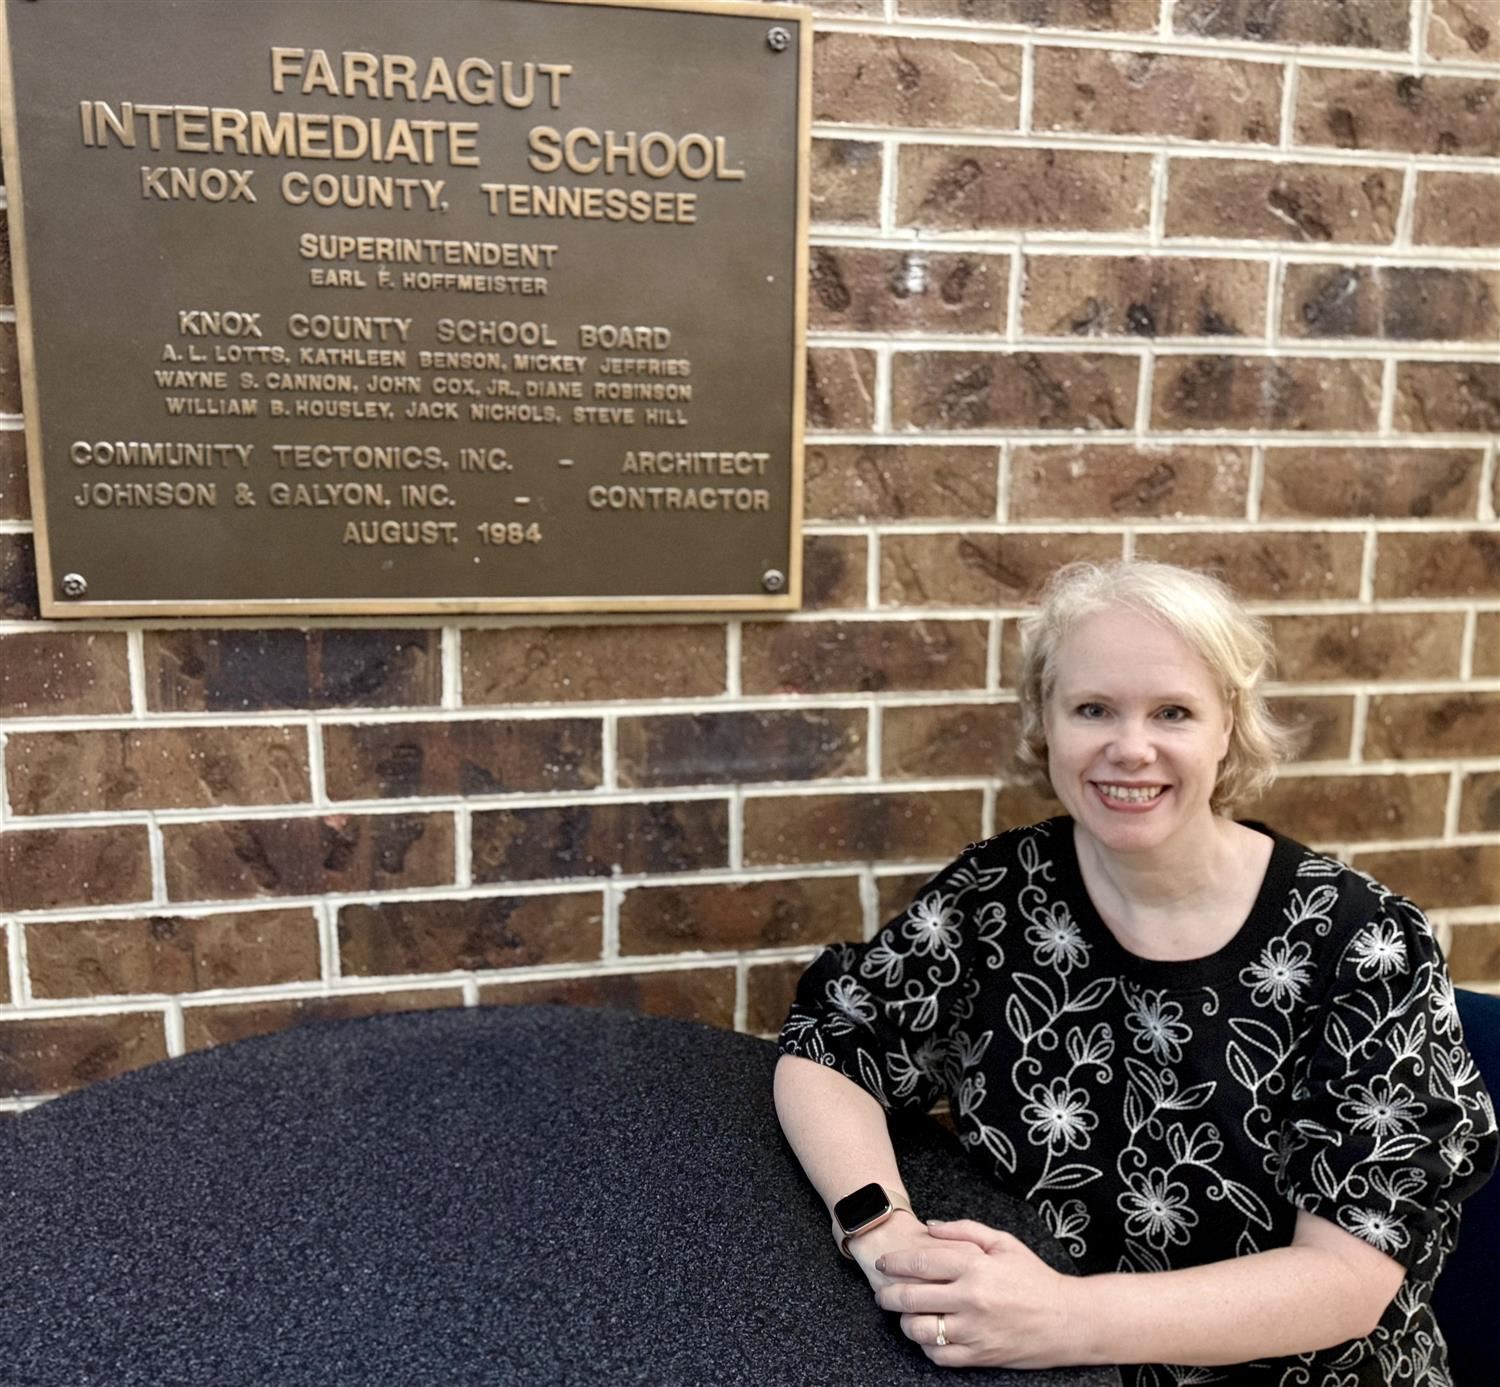 FARRAGUT
INTERMEDIATE SCHOOL
KNOX COUNTY, TENNESSEE
SUPERINTENDENT
EARL F. HOFFMEISTER
KNOX COUNTY SCHOOL BOARD
A. L. LOTTS, KATHLEEN BENSON, MICKEY JEFFRIES
WAYNE S. CANNON, JOHN COX, JR., DIANE ROBINSON
WILLIAM B. HOUSLEY, JACK NICHOLS, STEVE HILL
COMMUNITY TECTONICS, INC. - ARCHITECT
JOHNSON & GALYON, INC. - CONTRACTOR
AUGUST, 1984